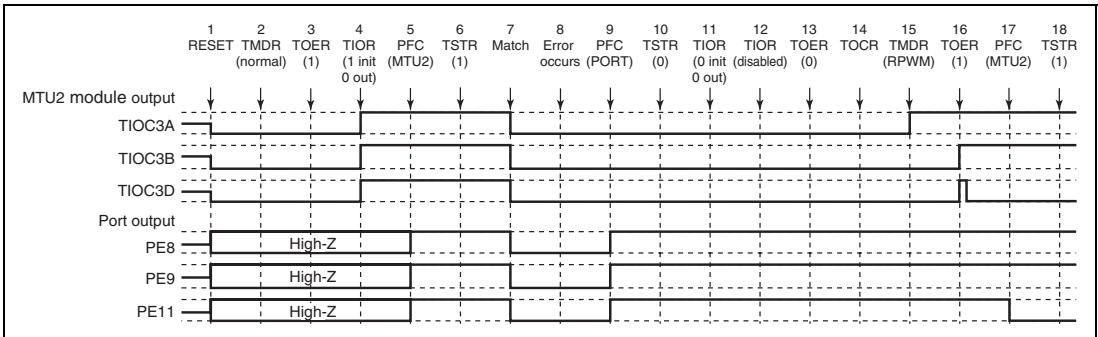 1 2 3 4 5 6 7 8 9 10 11 12 13 14 15 16 17 18
RESET TMDR TOER TIOR PFC TSTR Match Error PFC TSTR TIOR TIOR TOER TOCR TMDR TOER PFC TSTR
(normal) (1) (1 init (MTU2) (1) occurs (PORT) (0) (0 init (disabled) (0) (RPWM) (1) (MTU2) (1)
0 out) 0 out)
MTU2 module output
TIOC3A
TIOC3B
TIOC3D
Port output
PE8 High-Z
PE9 High-Z
PE11 High-Z